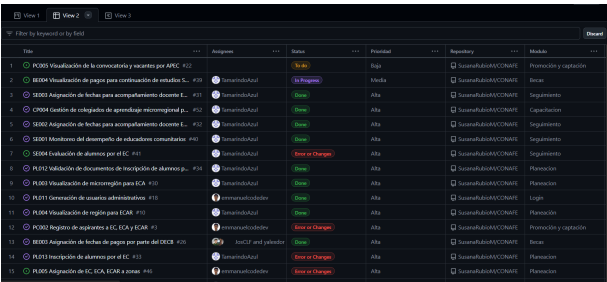 View 1 View 2 View 3
Filter by keyword or by field Discard
Title ··· Assignees ··· Status ··· Prioridad ··· Repository ··· Modulo ···
1 PC005 Visualización de la convocatoria y vacantes por APEC #22 To do Baja SusanaRubioM/CONAFE Promoción y captación
2 BE004 Visualización de pagos para continuación de estudios S... #39 TamarindoAzul In Progress Media SusanaRubioM/CONAFE Becas
3 SE003 Asignación de fechas para acompañamiento docente E... #31 TamarindoAzul Done Alta SusanaRubioM/CONAFE Seguimiento
4 CP004 Gestión de colegiados de aprendizaje microrregional p... #52 TamarindoAzul Done Alta SusanaRubioM/CONAFE Capachacion
5 SE002 Asignación de fechas para acompañamiento docente E... #32 TamarindoAzul Done Alta SusanaRubioM/CONAFE Seguimiento
6 SE001 Monitoreo del desempeño de educadores comunitarios #40 TamarindoAzul Done Alta SusanaRubioM/CONAFE Seguimiento
7 SE004 Evaluación de alumnos por el EC #41 TamarindoAzul Error or Changes Alta SusanaRubioM/CONAFE Seguimiento
8 PL012 Validación de documentos de Inscripción de alumnos p... #34 TamarindoAzul Done Alta SusanaRubioM/CONAFE Planeacion
9 PL003 Visualización de microrregión para ECA #30 TamarindoAzul Done Alta SusanaRubioM/CONAFE Planeacion
10 PL011 Generación de usuarios administrativos #18 emmanuelcodedev Done Alta SusanaRubioM/CONAFE Login
11 PL004 Visualización de región para ECAR #10 TamarindoAzul Done Alta SusanaRubioM/CONAFE Planeacion
12 PC002 Registro de aspirantes a EC, ECA y ECAR #3 emmanuelcodedev Error or Changes Alta SusanaRubioM/CONAFE Promoción y captación
13 BE003 Asignación de fechas de pagos por parte del DECB #26 JosCLF and Done Alta SusanaRubioM/CONAFE Becas
14 PL013 Inscripción de alumnos por el EC #33 TamarindoAzul Error or Changes Alta SusanaRubioM/CONAFE Planeacion
15 PL005 Asignación de EC, ECA, ECAR a zonas #46 emmanuelcodedev Error or Changes Alta SusanaRubioM/CONAFE Planeacion